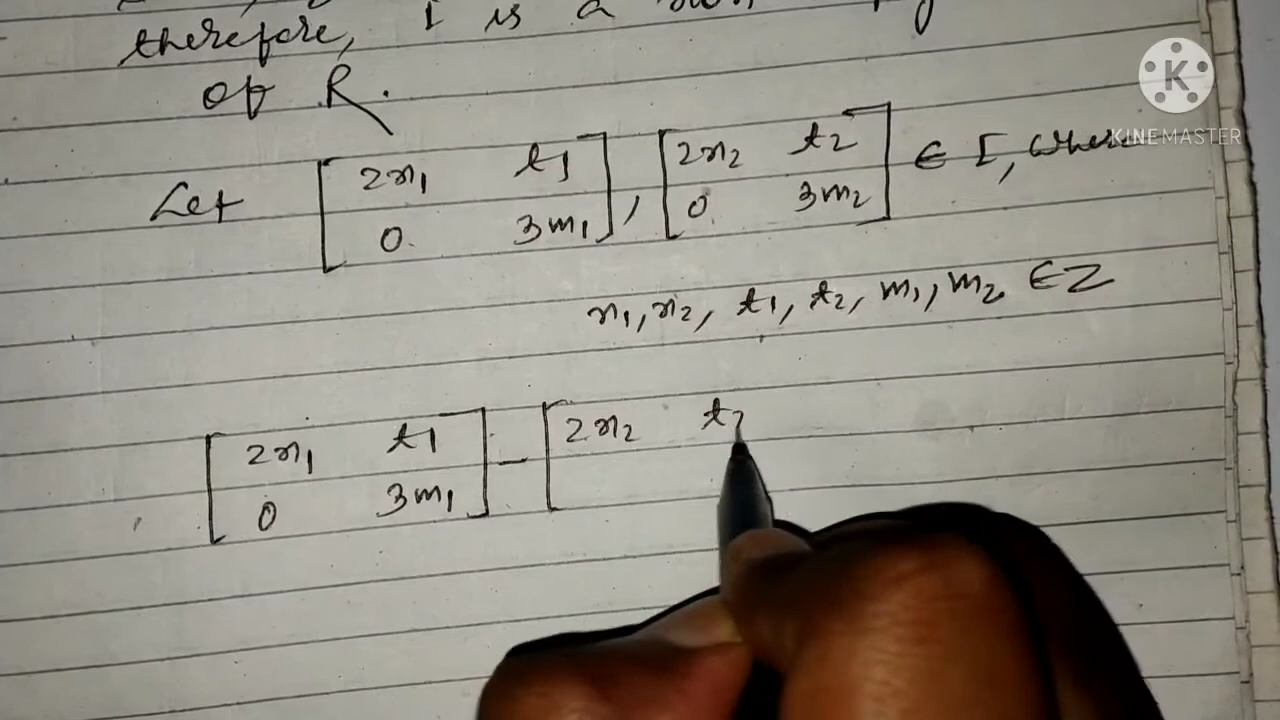 therefore, I is a
of R.
K
KINEMASTER
Let [ 2n₁ t₁ ] , [ 2n₂ t₂ ] ∈ I, where
[ 0 3m₁ ] [ 0 3m₂ ]
n₁, n₂, t₁, t₂, m₁, m₂ ∈ Z
[ 2n₁ t₁ ] - [ 2n₂ t₂
[ 0 3m₁ ]